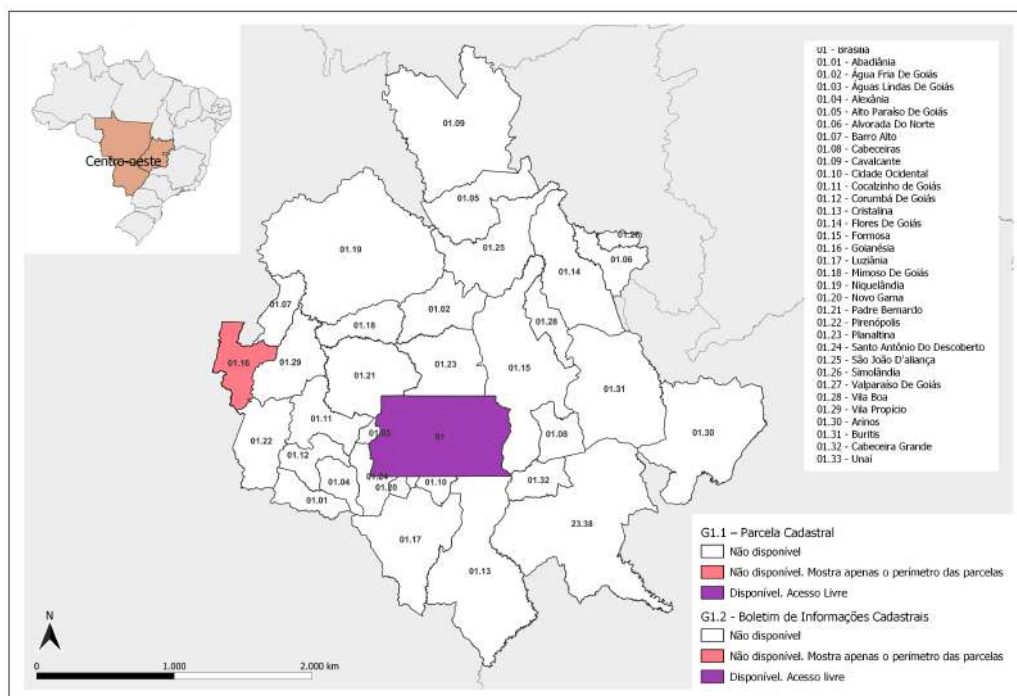 Centro-oeste
01 - Brasília
01.01 - Abadiânia
01.02 - Água Fria De Goiás
01.03 - Águas Lindas De Goiás
01.04 - Alexânia
01.05 - Alto Paraíso De Goiás
01.06 - Alvorada Do Norte
01.07 - Barro Alto
01.08 - Cabeceiras
01.09 - Cavalcante
01.10 - Cidade Ocidental
01.11 - Cocalzinho de Goiás
01.12 - Corumbá De Goiás
01.13 - Cristalina
01.14 - Flores De Goiás
01.15 - Formosa
01.16 - Goianésia
01.17 - Luziânia
01.18 - Mimoso De Goiás
01.19 - Niquelândia
01.20 - Novo Gama
01.21 - Padre Bernardo
01.22 - Pirenópolis
01.23 - Planaltina
01.24 - Santo Antônio Do Descoberto
01.25 - São João D'aliança
01.26 - Simolândia
01.27 - Valparaíso De Goiás
01.28 - Vila Boa
01.29 - Vila Propício
01.30 - Arinos
01.31 - Buritis
01.32 - Cabeceira Grande
01.33 - Unaí
01.09
01.05
01.25
01.19
01.26
01.06
01.14
01.07
01.02
01.18
01.28
01.16
01.29
01.23
01.21
01.15
01.31
01.30
01.11
01.03
01
01.08
01.22
01.12
01.24
01.04
01.20
01.10
01.32
01.01
23.38
01.17
01.13
G1.1 – Parcela Cadastral
Não disponível
Não disponível. Mostra apenas o perímetro das parcelas
Disponível. Acesso Livre
G1.2 - Boletim de Informações Cadastrais
Não disponível
Não disponível. Mostra apenas o perímetro das parcelas
Disponível. Acesso livre
N
0 1.000 2.000 km